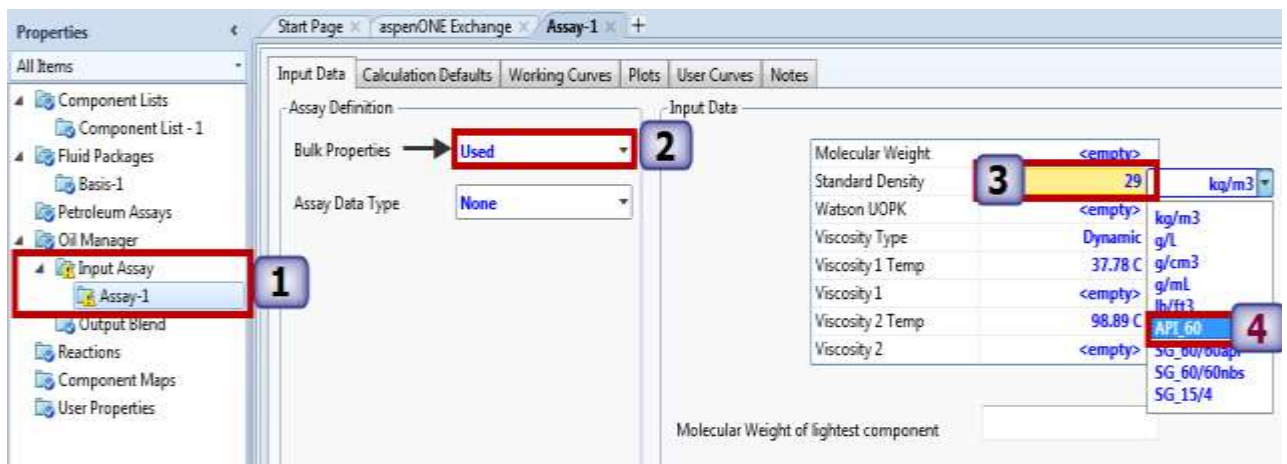 Properties <
All Items
Component Lists
Component List - 1
Fluid Packages
Basis-1
Petroleum Assays
Oil Manager
Input Assay
Assay-1
Output Blend
Reactions
Component Maps
User Properties
1
Start Page × aspenONE Exchange × Assay-1 × +
Input Data Calculation Defaults Working Curves Plots User Curves Notes
Assay Definition
Bulk Properties Used
2
Assay Data Type None
Input Data
Molecular Weight <empty>
Standard Density 29 kg/m3
3
Watson UOPK <empty>
Viscosity Type Dynamic
Viscosity 1 Temp 37.78 C
Viscosity 1 <empty>
Viscosity 2 Temp 98.89 C
Viscosity 2 <empty>
kg/m3
g/L
g/cm3
g/mL
lb/ft3
API_60
4
SG_60/60api
SG_60/60nbs
SG_15/4
Molecular Weight of lightest component